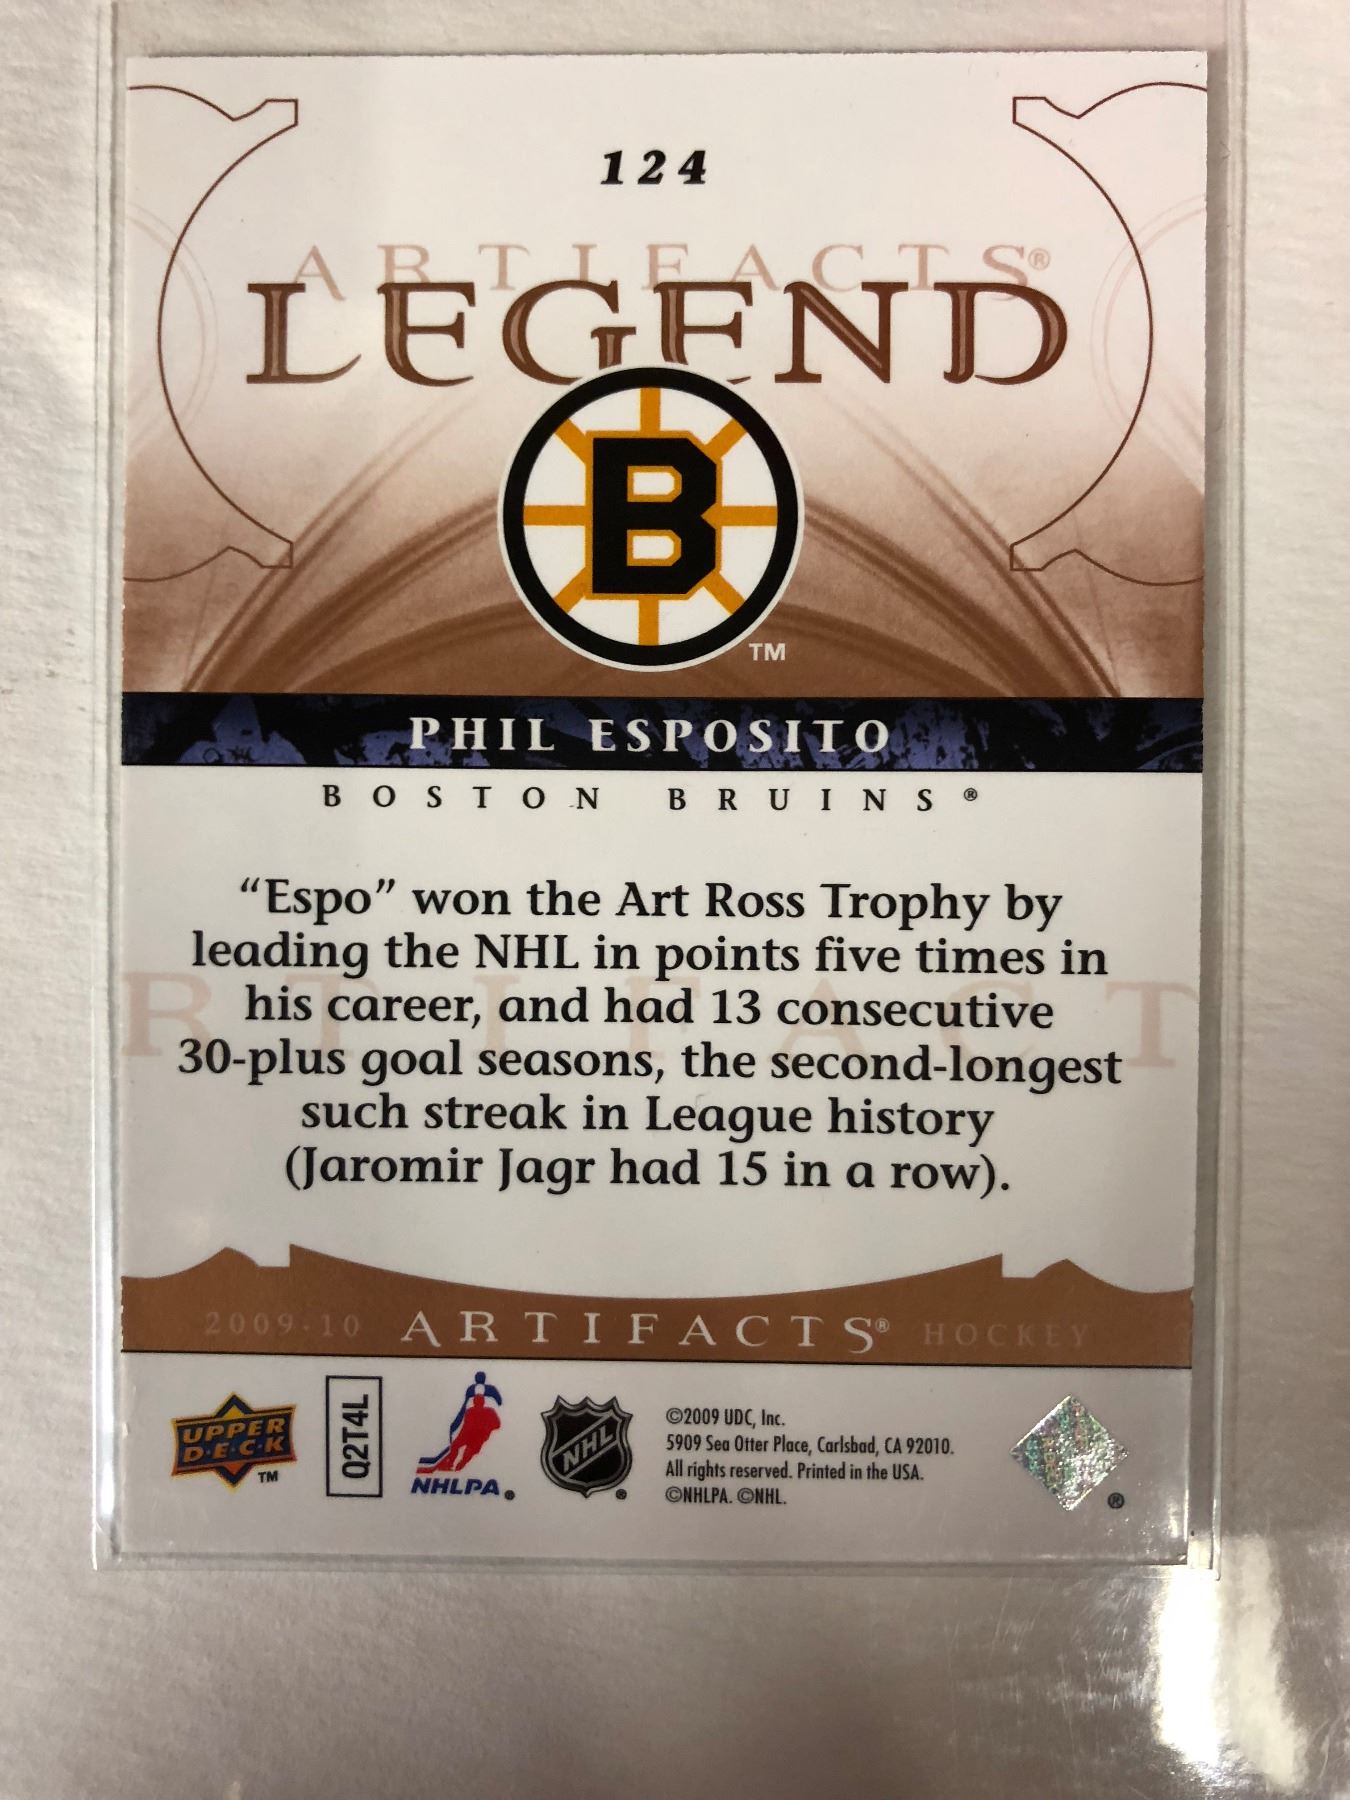 124
ARTIFACTS®
LEGEND
B
TM
PHIL ESPOSITO
BOSTON BRUINS®
“Espo” won the Art Ross Trophy by
leading the NHL in points five times in
his career, and had 13 consecutive
30-plus goal seasons, the second-longest
such streak in League history
(Jaromir Jagr had 15 in a row).
RTIFACT
2009-10 ARTIFACTS® HOCKEY
UPPER
D·E·C·K
TM
Q2T4L
NHLPA®
NHL®
©2009 UDC, Inc.
5909 Sea Otter Place, Carlsbad, CA 92010.
All rights reserved. Printed in the USA.
©NHLPA. ©NHL.
®